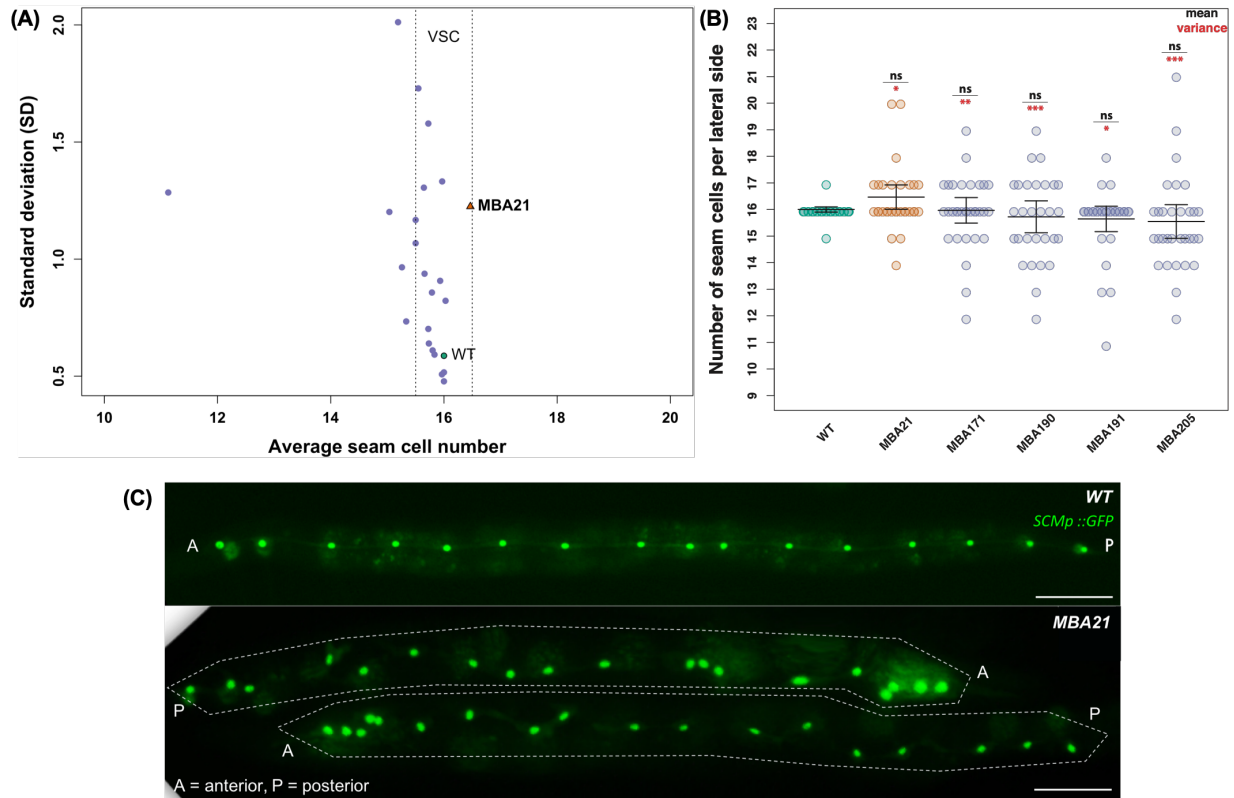 (A)
Standard deviation (SD)
2.0
1.5
1.0
0.5
VSC
MBA21
WT
10 12 14 16 18 20
Average seam cell number
(B)
mean
variance
Number of seam cells per lateral side
23
22
21
20
19
18
17
16
15
14
13
12
11
10
9
ns
*
ns
**
ns
***
ns
*
ns
***
WT MBA21 MBA171 MBA190 MBA191 MBA205
(C)
WT
SCMp ::GFP
A P
MBA21
A
P
P
A
A = anterior, P = posterior